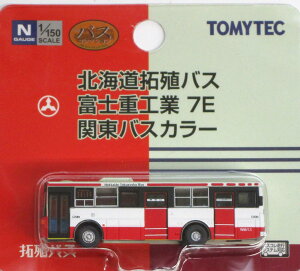 N
GAUGE
1/150
SCALE
バス
TOMYTEC
北海道拓殖バス
富士重工業 7E
関東バスカラー
拓殖バス